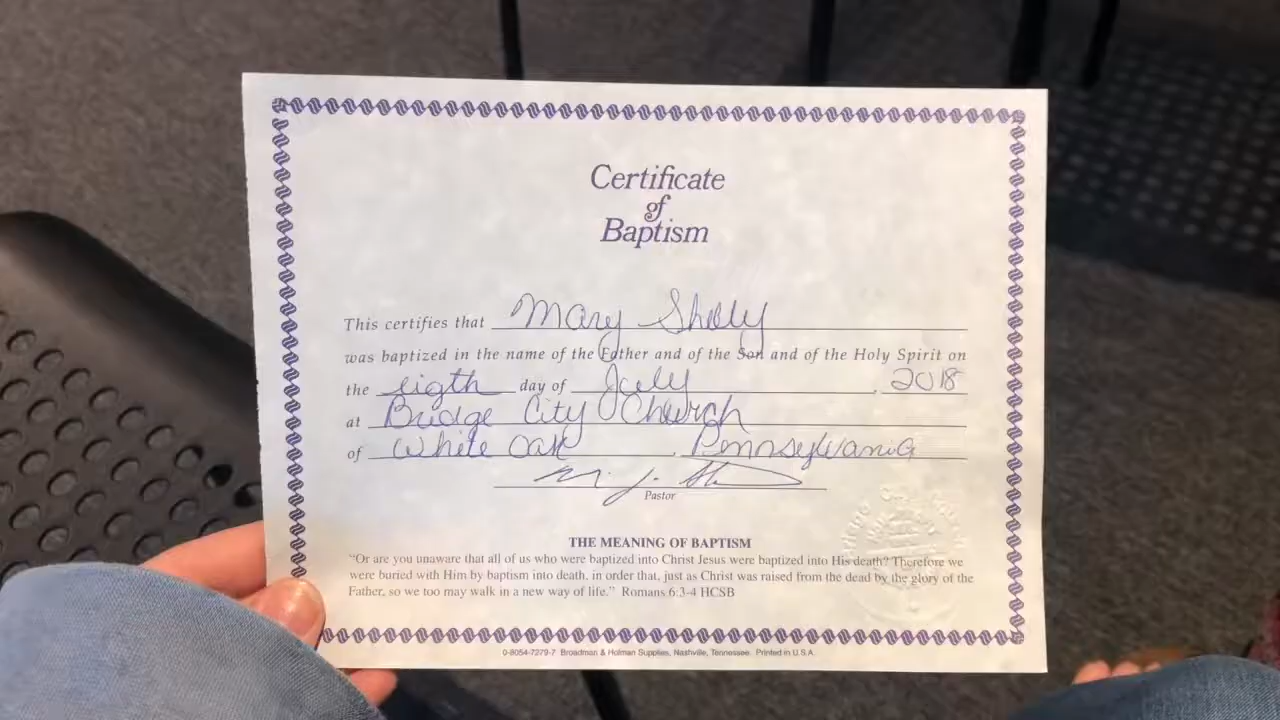 Certificate
of
Baptism
This certifies that Mary Shelly
was baptized in the name of the Father and of the Son and of the Holy Spirit on
the eigth day of July, 2018
at Bridge City Church
of White Oak, Pennsylvania
Pastor
THE MEANING OF BAPTISM
"Or are you unaware that all of us who were baptized into Christ Jesus were baptized into His death? Therefore we
were buried with Him by baptism into death, in order that, just as Christ was raised from the dead by the glory of the
Father, so we too may walk in a new way of life." Romans 6:3-4 HCSB
0-8054-7279-7 Broadman & Holman Supplies, Nashville, Tennessee. Printed in U.S.A.